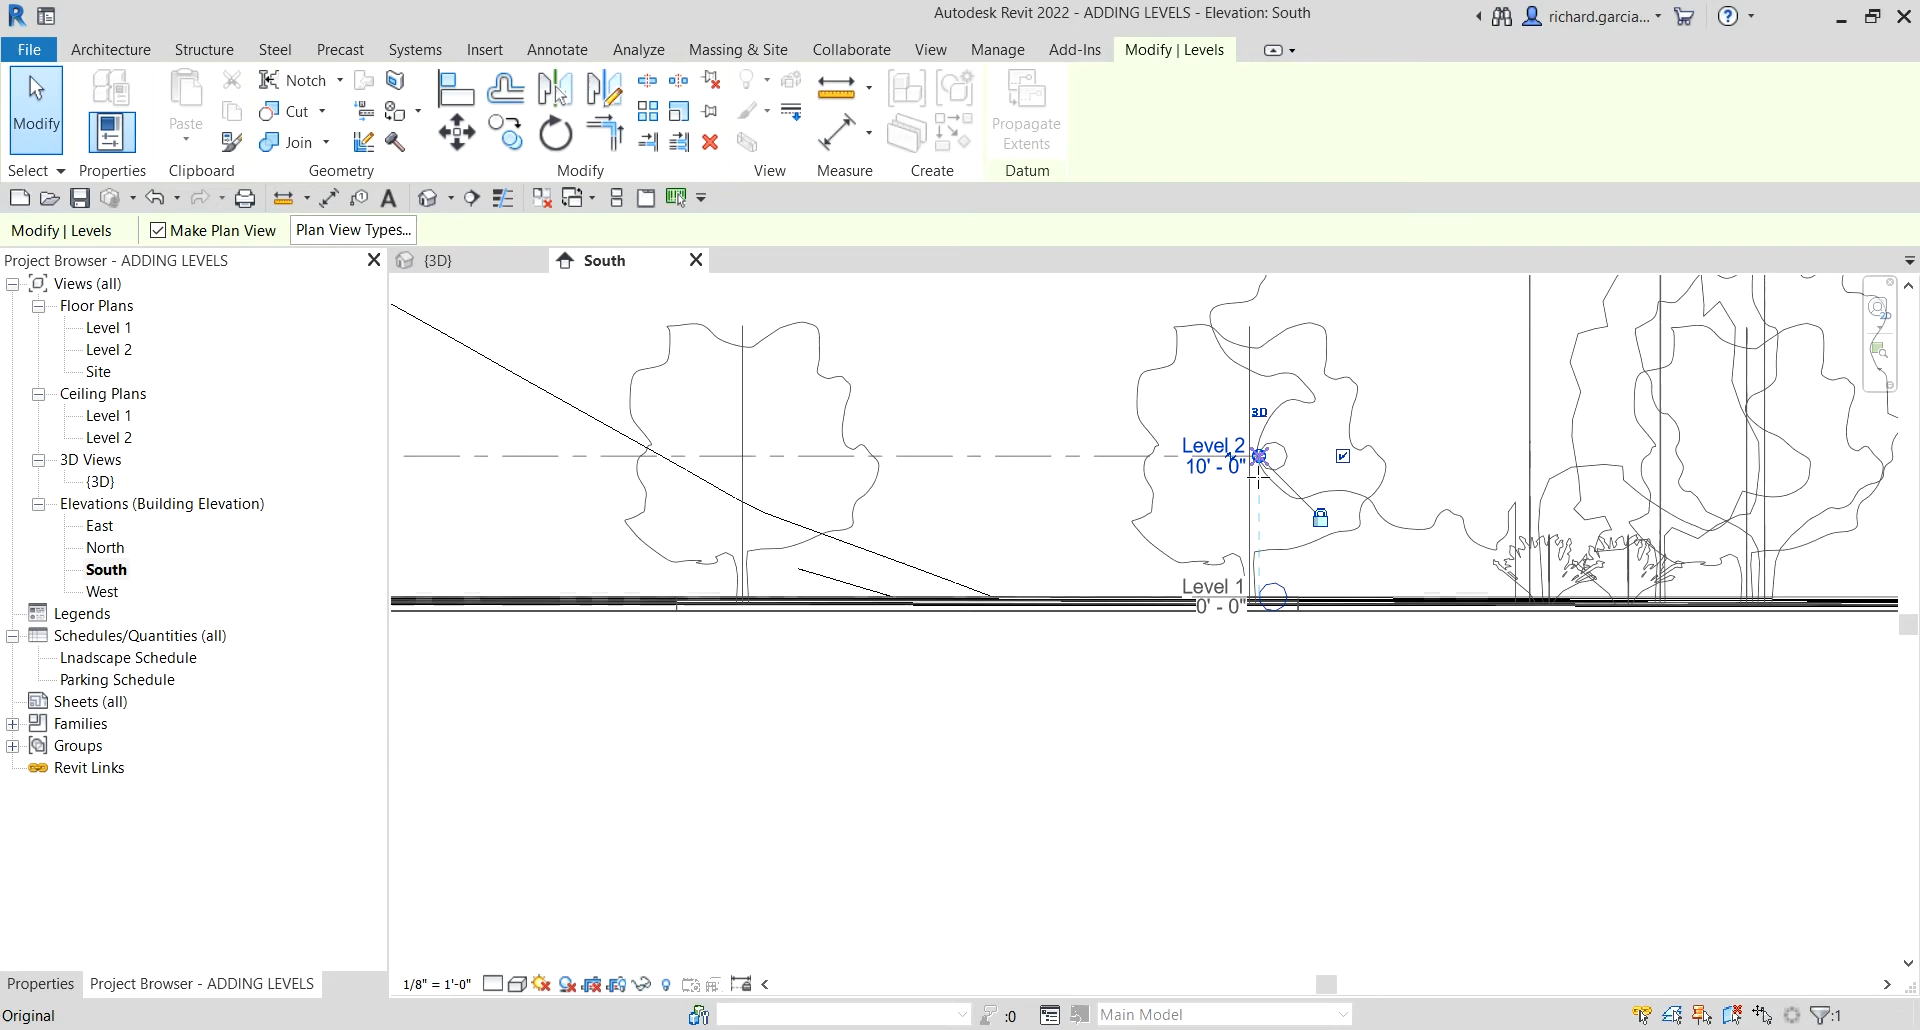 Autodesk Revit 2022 - ADDING LEVELS - Elevation: South
richard.garcia...
File Architecture Structure Steel Precast Systems Insert Annotate Analyze Massing & Site Collaborate View Manage Add-Ins Modify | Levels
Modify
Paste
Notch
Cut
Join
Propagate
Extents
Select Properties Clipboard Geometry Modify View Measure Create Datum
Modify | Levels Make Plan View Plan View Types...
Project Browser - ADDING LEVELS
{3D} South
Views (all)
Floor Plans
Level 1
Level 2
Site
Ceiling Plans
Level 1
Level 2
3D Views
{3D}
Elevations (Building Elevation)
East
North
South
West
Legends
Schedules/Quantities (all)
Lnadscape Schedule
Parking Schedule
Sheets (all)
Families
Groups
Revit Links
2D
3D
Level 2
10' - 0"
Level 1
0' - 0"
Properties Project Browser - ADDING LEVELS
1/8" = 1'-0"
Original
:0
Main Model
:1